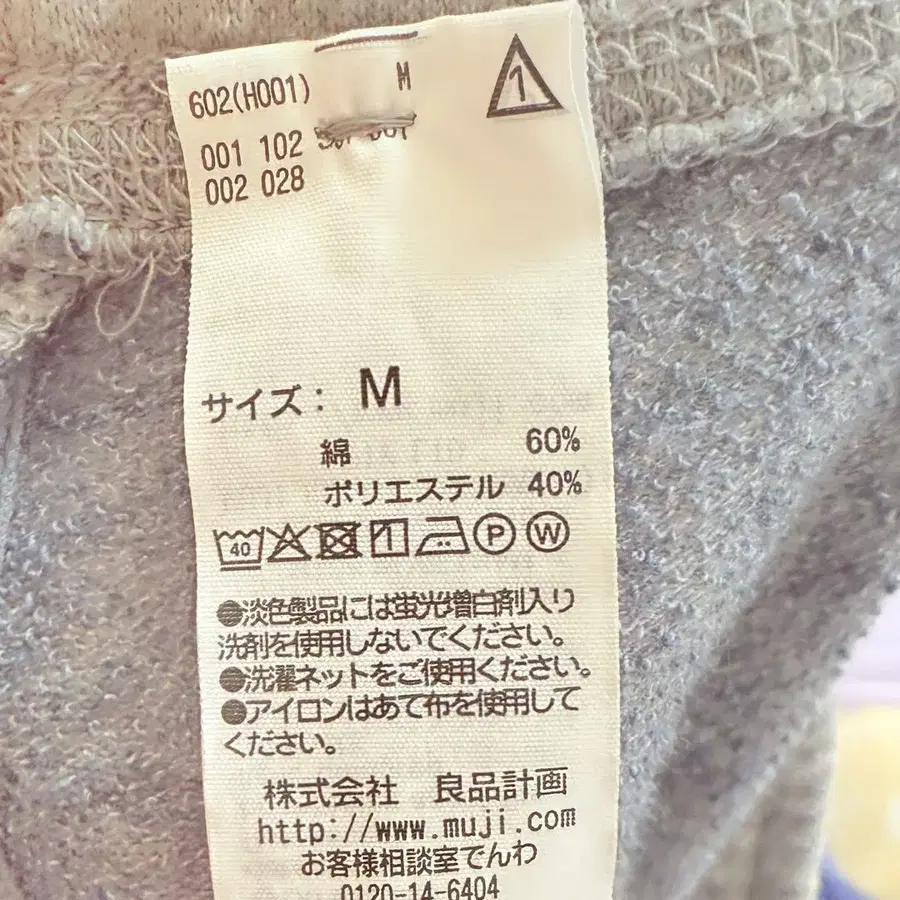 602(H001) M
1
001 102
002 028
サイズ: M
綿 60%
ポリエステル 40%
40 1 P W
●淡色製品には蛍光増白剤入り
洗剤を使用しないでください。
●洗濯ネットをご使用ください。
●アイロンはあて布を使用して
ください。
株式会社 良品計画
http://www.muji.com
お客様相談室でんわ
0120-14-6404